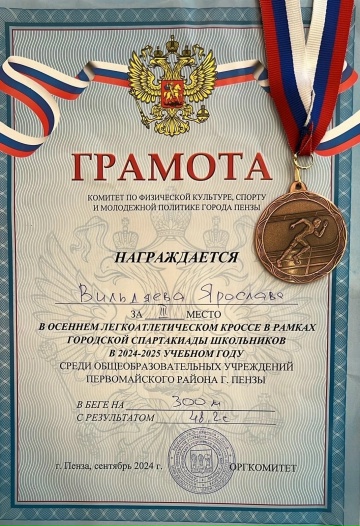 ГРАМОТА
КОМИТЕТ ПО ФИЗИЧЕСКОЙ КУЛЬТУРЕ, СПОРТУ
И МОЛОДЕЖНОЙ ПОЛИТИКЕ ГОРОДА ПЕНЗЫ
НАГРАЖДАЕТСЯ
Вильдяева Ярослава
ЗА III МЕСТО
В ОСЕННЕМ ЛЕГКОАТЛЕТИЧЕСКОМ КРОССЕ В РАМКАХ
ГОРОДСКОЙ СПАРТАКИАДЫ ШКОЛЬНИКОВ
В 2024-2025 УЧЕБНОМ ГОДУ
СРЕДИ ОБЩЕОБРАЗОВАТЕЛЬНЫХ УЧРЕЖДЕНИЙ
ПЕРВОМАЙСКОГО РАЙОНА Г. ПЕНЗЫ
В БЕГЕ НА 300 м
С РЕЗУЛЬТАТОМ 48,2с
г. Пенза, сентябрь 2024 г. ОРГКОМИТЕТ